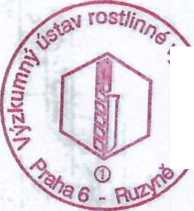 Výzkumný ústav rostlinné
①
Praha 6 - Ruzyně